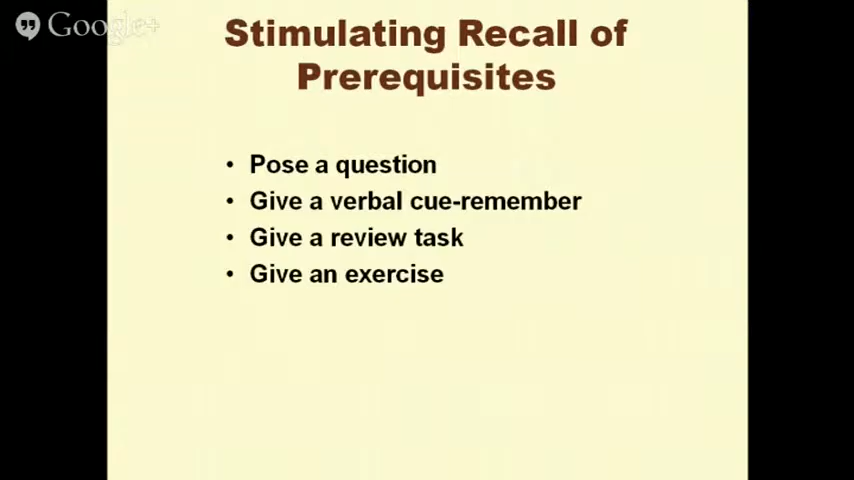 Google+
Stimulating Recall of
Prerequisites
• Pose a question
• Give a verbal cue-remember
• Give a review task
• Give an exercise